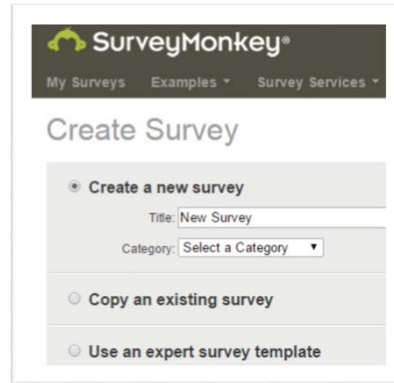 SurveyMonkey®
My Surveys Examples Survey Services
Create Survey
Create a new survey
Title: New Survey
Category: Select a Category
Copy an existing survey
Use an expert survey template